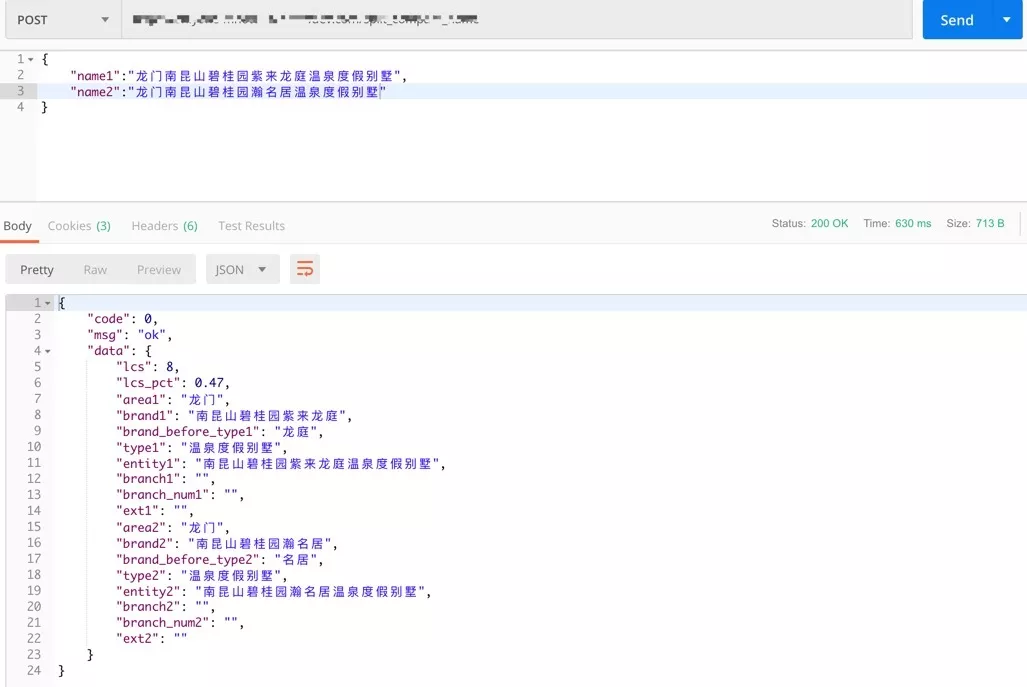 POST
Send
1 {
2 "name1":"龙门南昆山碧桂园紫来龙庭温泉度假别墅",
3 "name2":"龙门南昆山碧桂园瀚名居温泉度假别墅"
4 }
Body Cookies (3) Headers (6) Test Results Status: 200 OK Time: 630 ms Size: 713 B
Pretty Raw Preview JSON
1 {
2 "code": 0,
3 "msg": "ok",
4 "data": {
5 "lcs": 8,
6 "lcs_pct": 0.47,
7 "area1": "龙门",
8 "brand1": "南昆山碧桂园紫来龙庭",
9 "brand_before_type1": "龙庭",
10 "type1": "温泉度假别墅",
11 "entity1": "南昆山碧桂园紫来龙庭温泉度假别墅",
12 "branch1": "",
13 "branch_num1": "",
14 "ext1": "",
15 "area2": "龙门",
16 "brand2": "南昆山碧桂园瀚名居",
17 "brand_before_type2": "名居",
18 "type2": "温泉度假别墅",
19 "entity2": "南昆山碧桂园瀚名居温泉度假别墅",
20 "branch2": "",
21 "branch_num2": "",
22 "ext2": ""
23 }
24 }